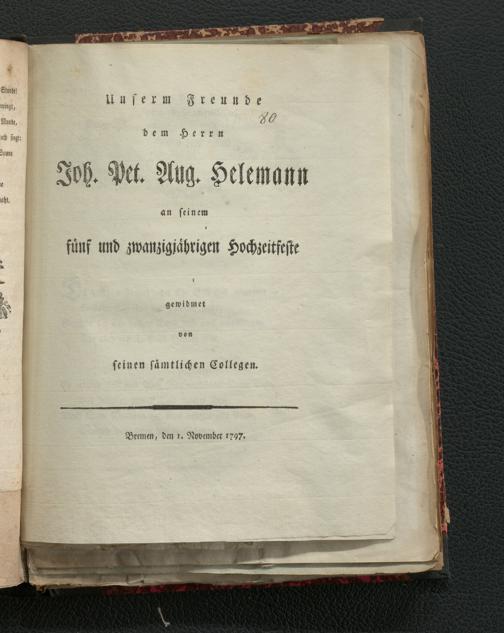 Unserm Freunde
80
dem Herrn
Joh. Pet. Aug. Helemann
an seinem
fünf und zwanzigjährigen Hochzeitfeste
gewidmet
von
seinen sämtlichen Collegen.
Bremen, den 1. November 1797.